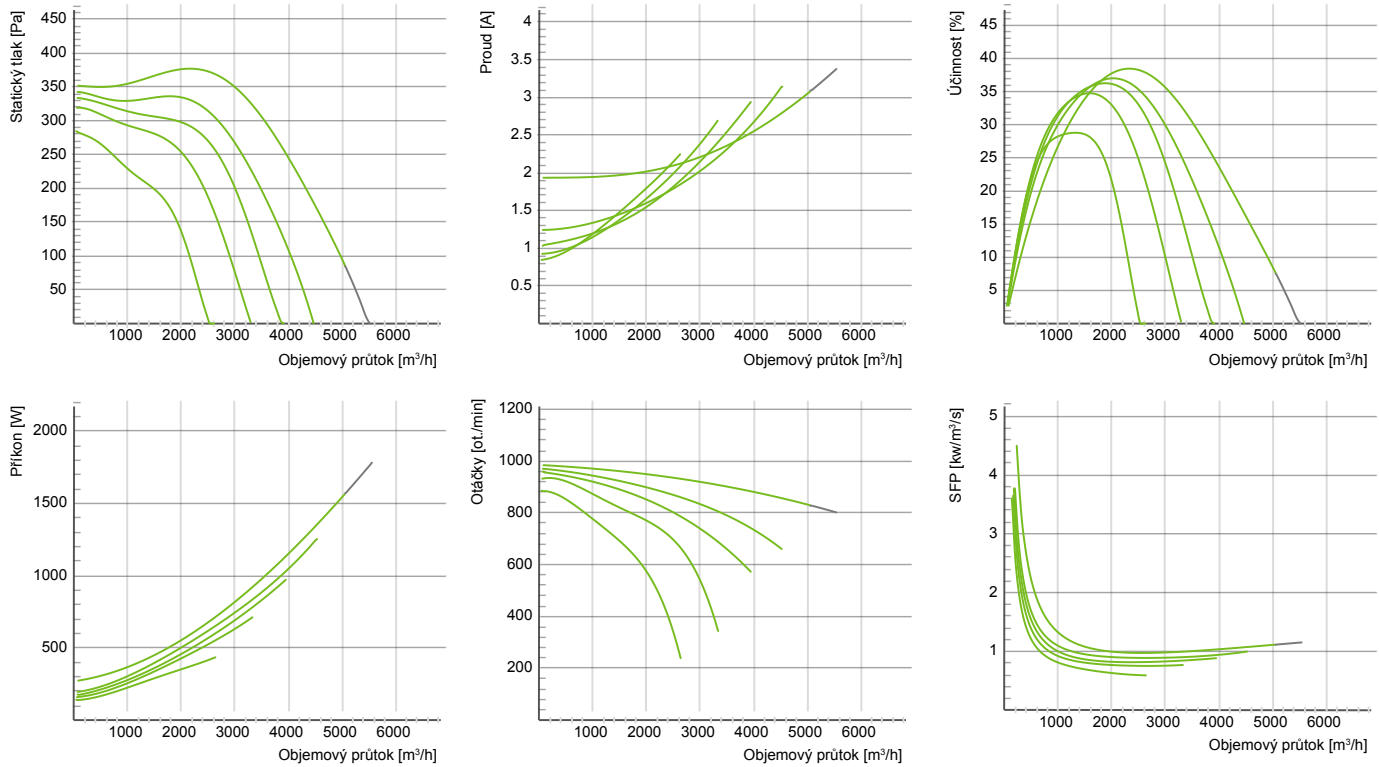 Statický tlak [Pa]
450
400
350
300
250
200
150
100
50
1000 2000 3000 4000 5000 6000
Objemový průtok [m³/h]
Proud [A]
4
3.5
3
2.5
2
1.5
1
0.5
1000 2000 3000 4000 5000 6000
Objemový průtok [m³/h]
Účinnost [%]
45
40
35
30
25
20
15
10
5
1000 2000 3000 4000 5000 6000
Objemový průtok [m³/h]
Příkon [W]
2000
1500
1000
500
1000 2000 3000 4000 5000 6000
Objemový průtok [m³/h]
Otáčky [ot./min]
1200
1000
800
600
400
200
1000 2000 3000 4000 5000 6000
Objemový průtok [m³/h]
SFP [kw/m³/s]
5
4
3
2
1
1000 2000 3000 4000 5000 6000
Objemový průtok [m³/h]